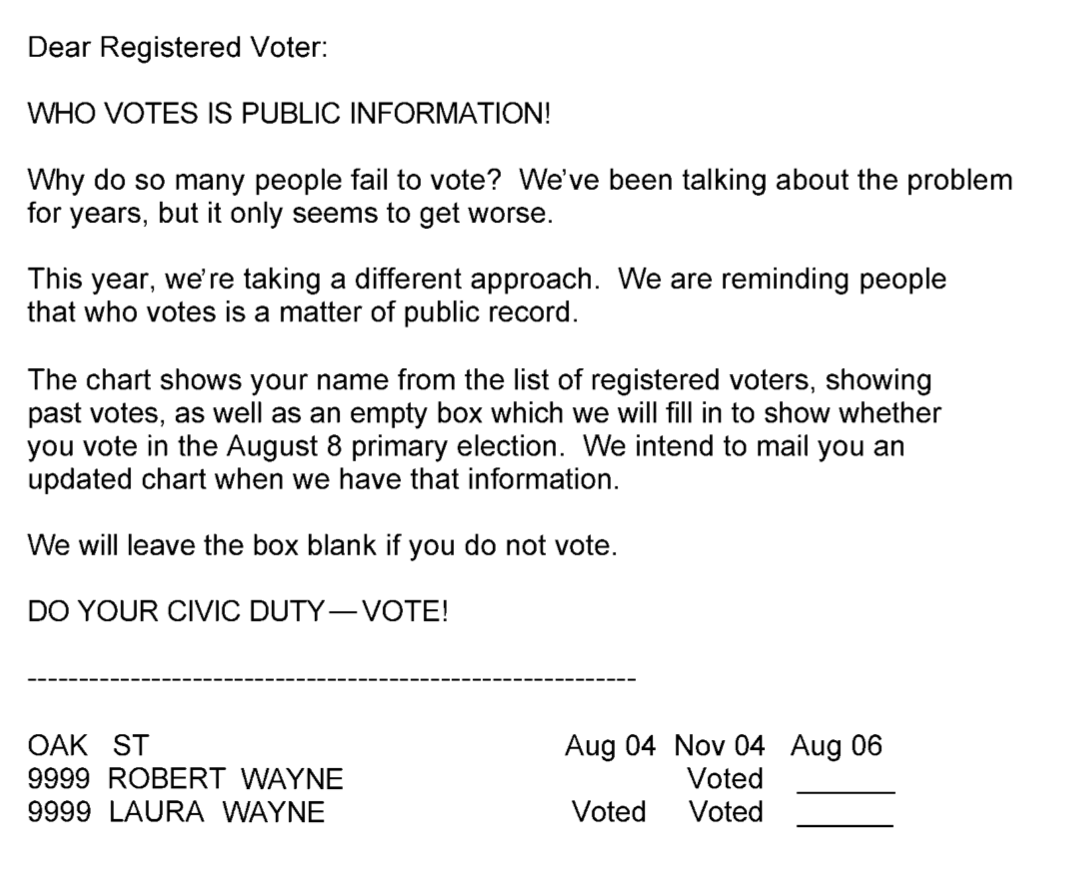 Dear Registered Voter:
WHO VOTES IS PUBLIC INFORMATION!
Why do so many people fail to vote?  We've been talking about the problem
for years, but it only seems to get worse.
This year, we're taking a different approach.  We are reminding people
that who votes is a matter of public record.
The chart shows your name from the list of registered voters, showing
past votes, as well as an empty box which we will fill in to show whether
you vote in the August 8 primary election.  We intend to mail you an
updated chart when we have that information.
We will leave the box blank if you do not vote.
DO YOUR CIVIC DUTY—VOTE!
------------------------------------------------------------
OAK ST Aug 04 Nov 04 Aug 06
9999 ROBERT WAYNE Voted ______
9999 LAURA WAYNE Voted Voted ______